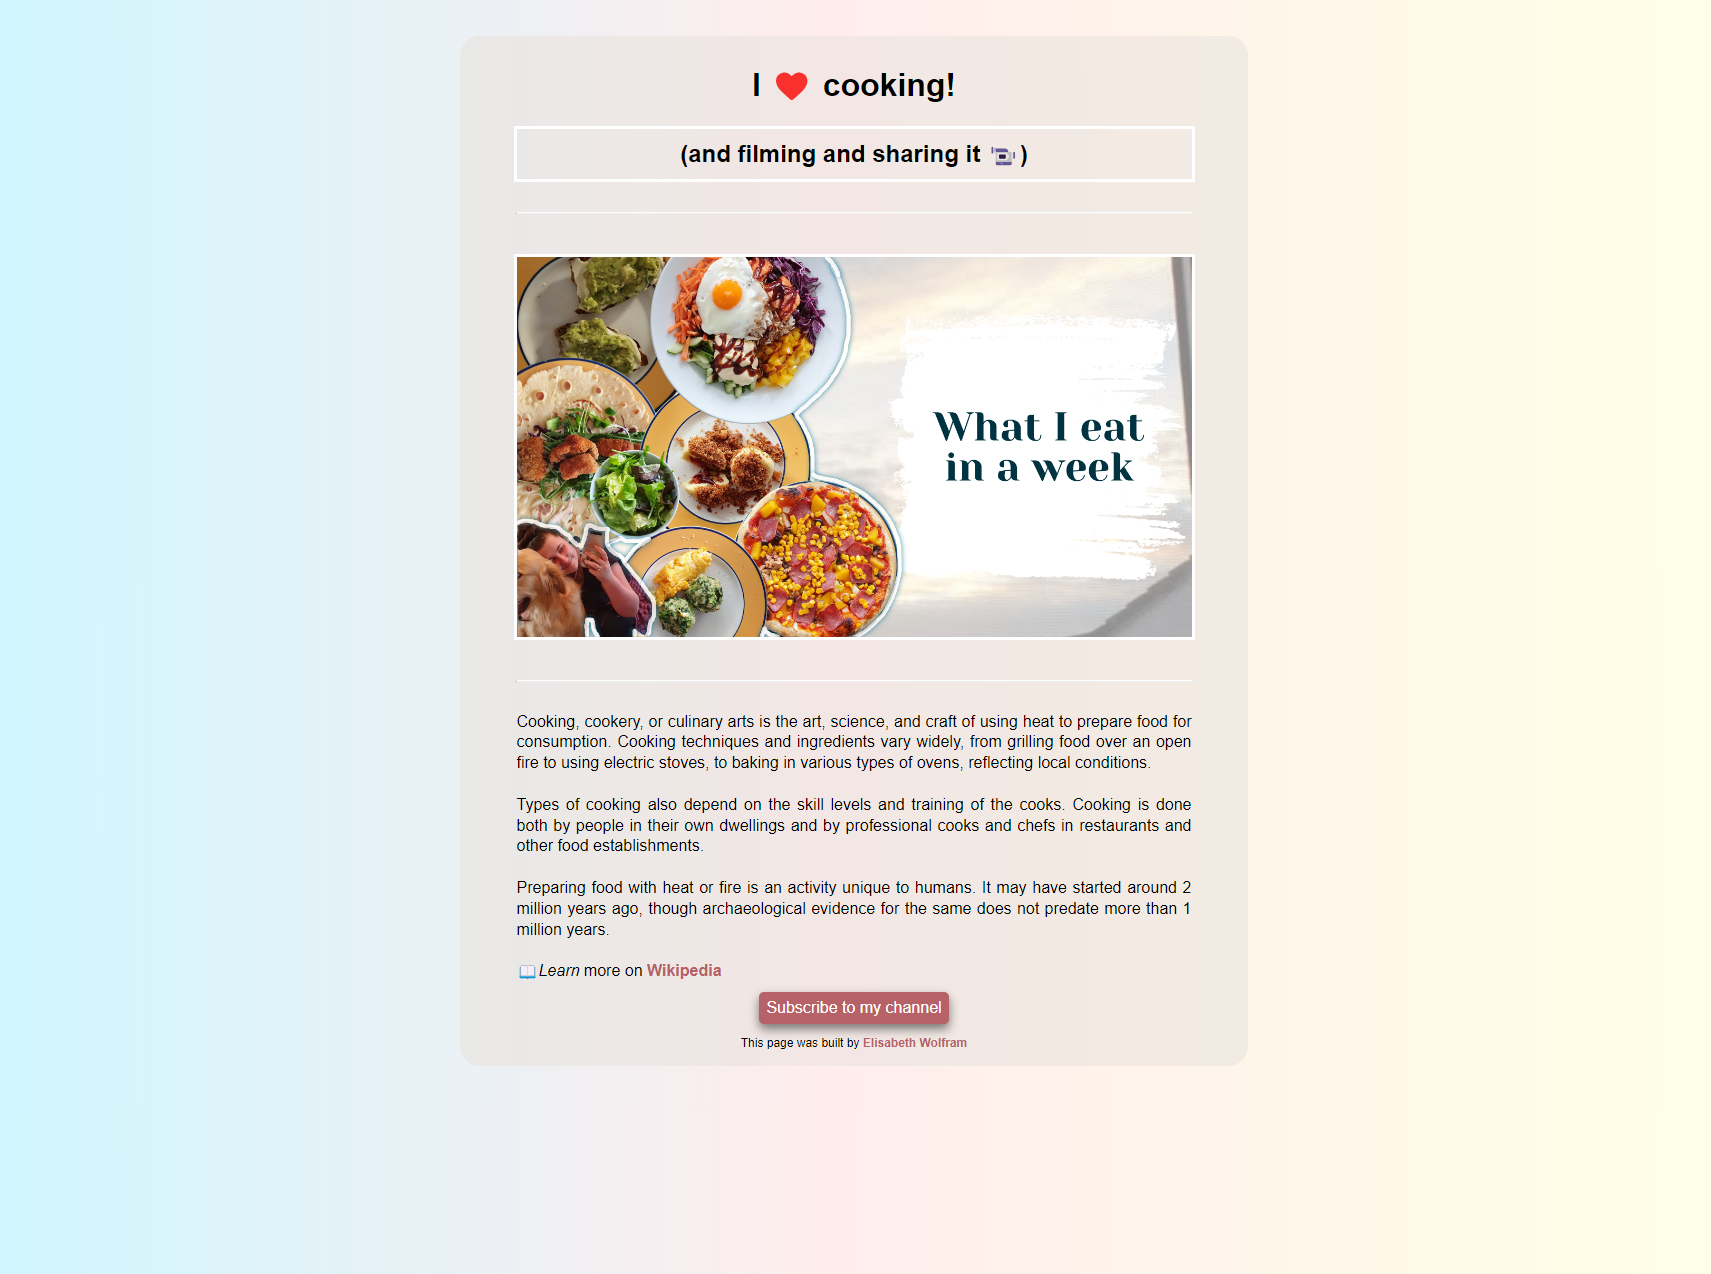 I ❤️ cooking!
(and filming and sharing it 📹)
What I eat
in a week
Cooking, cookery, or culinary arts is the art, science, and craft of using heat to prepare food for
consumption. Cooking techniques and ingredients vary widely, from grilling food over an open
fire to using electric stoves, to baking in various types of ovens, reflecting local conditions.
Types of cooking also depend on the skill levels and training of the cooks. Cooking is done
both by people in their own dwellings and by professional cooks and chefs in restaurants and
other food establishments.
Preparing food with heat or fire is an activity unique to humans. It may have started around 2
million years ago, though archaeological evidence for the same does not predate more than 1
million years.
📖Learn more on Wikipedia
Subscribe to my channel
This page was built by Elisabeth Wolfram